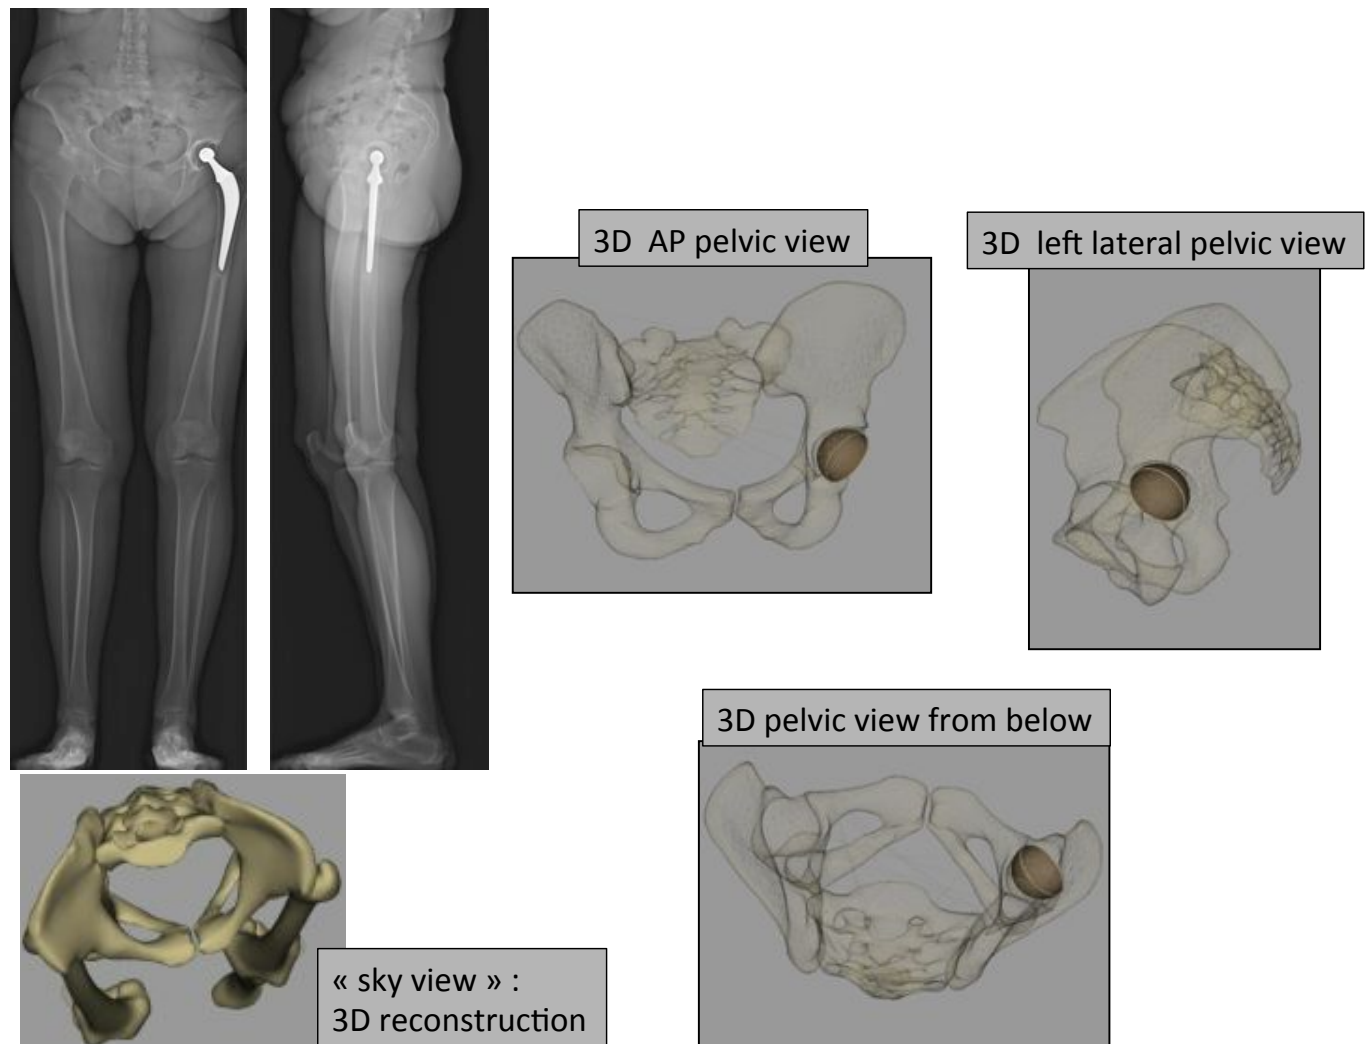 3D  AP pelvic view
3D  left lateral pelvic view
3D pelvic view from below
« sky view » :
3D reconstruction